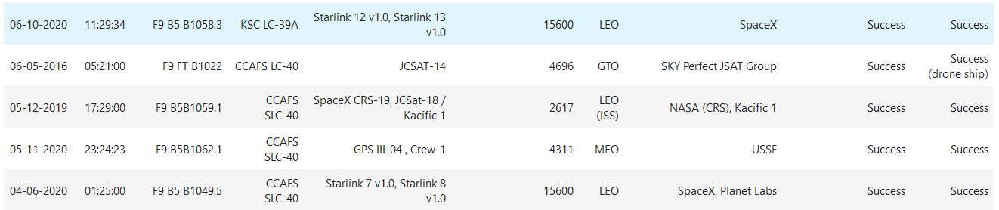 06-10-2020 11:29:34 F9 B5 B1058.3 KSC LC-39A Starlink 12 v1.0, Starlink 13 v1.0 15600 LEO SpaceX Success Success
06-05-2016 05:21:00 F9 FT B1022 CCAFS LC-40 JCSAT-14 4696 GTO SKY Perfect JSAT Group Success Success (drone ship)
05-12-2019 17:29:00 F9 B5B1059.1 CCAFS SLC-40 SpaceX CRS-19, JCSat-18 / Kacific 1 2617 LEO (ISS) NASA (CRS), Kacific 1 Success Success
05-11-2020 23:24:23 F9 B5B1062.1 CCAFS SLC-40 GPS III-04 , Crew-1 4311 MEO USSF Success Success
04-06-2020 01:25:00 F9 B5 B1049.5 CCAFS SLC-40 Starlink 7 v1.0, Starlink 8 v1.0 15600 LEO SpaceX, Planet Labs Success Success